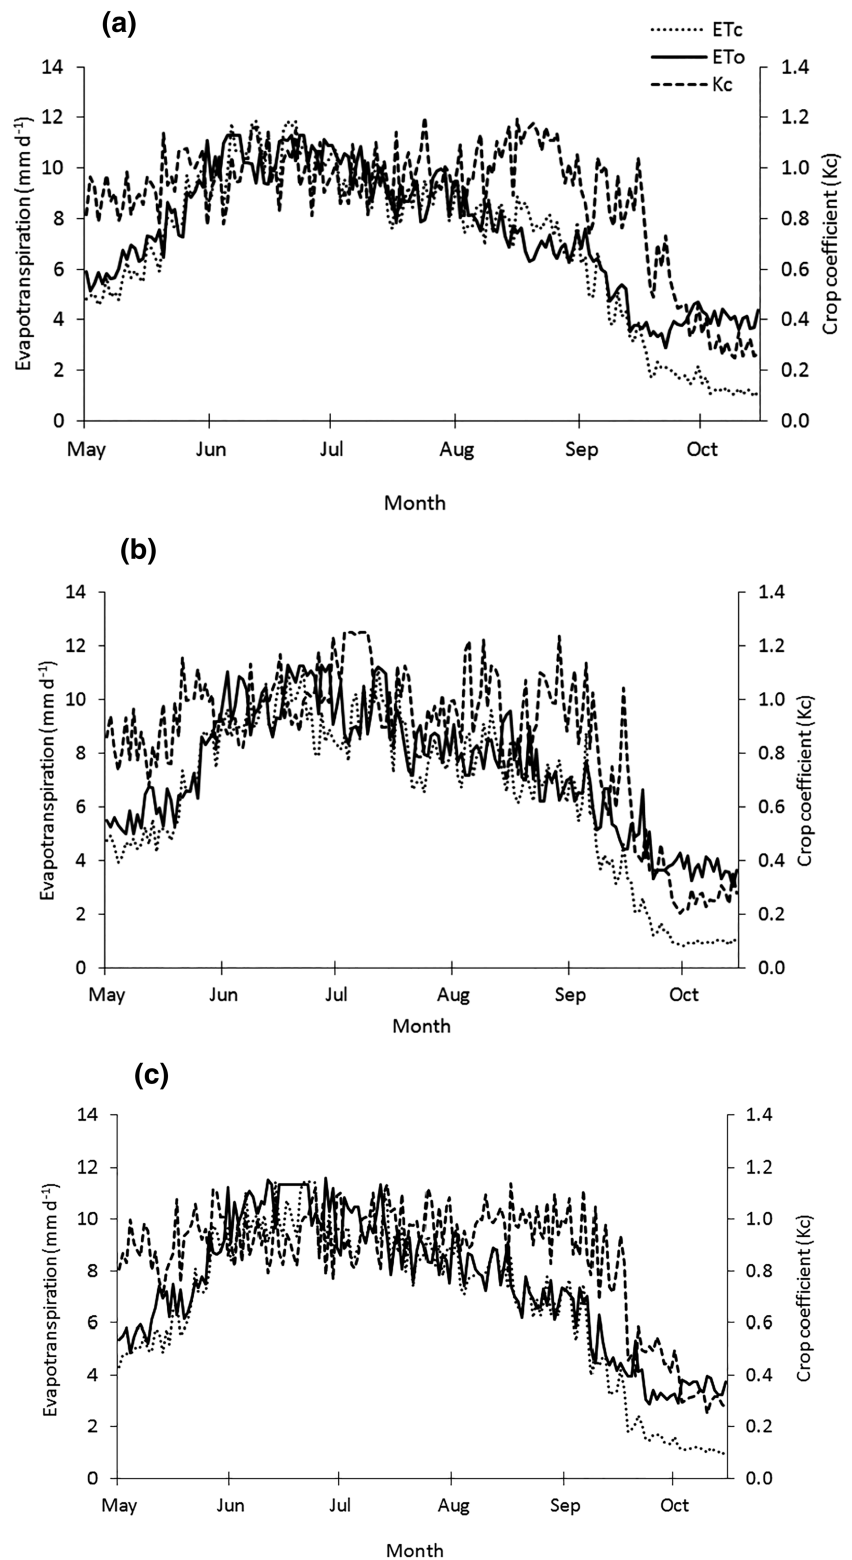 (a)
ETc
ETo
Kc
14 1.4
12 1.2
10 1.0
8 0.8
6 0.6
4 0.4
2 0.2
0 0.0
Evapotranspiration (mm d-1)
Crop coefficient (Kc)
May Jun Jul Aug Sep Oct
Month
(b)
14 1.4
12 1.2
10 1.0
8 0.8
6 0.6
4 0.4
2 0.2
0 0.0
Evapotranspiration (mm d-1)
Crop coefficient (Kc)
May Jun Jul Aug Sep Oct
Month
(c)
14 1.4
12 1.2
10 1.0
8 0.8
6 0.6
4 0.4
2 0.2
0 0.0
Evapotranspiration (mm d-1)
Crop coefficient (Kc)
May Jun Jul Aug Sep Oct
Month